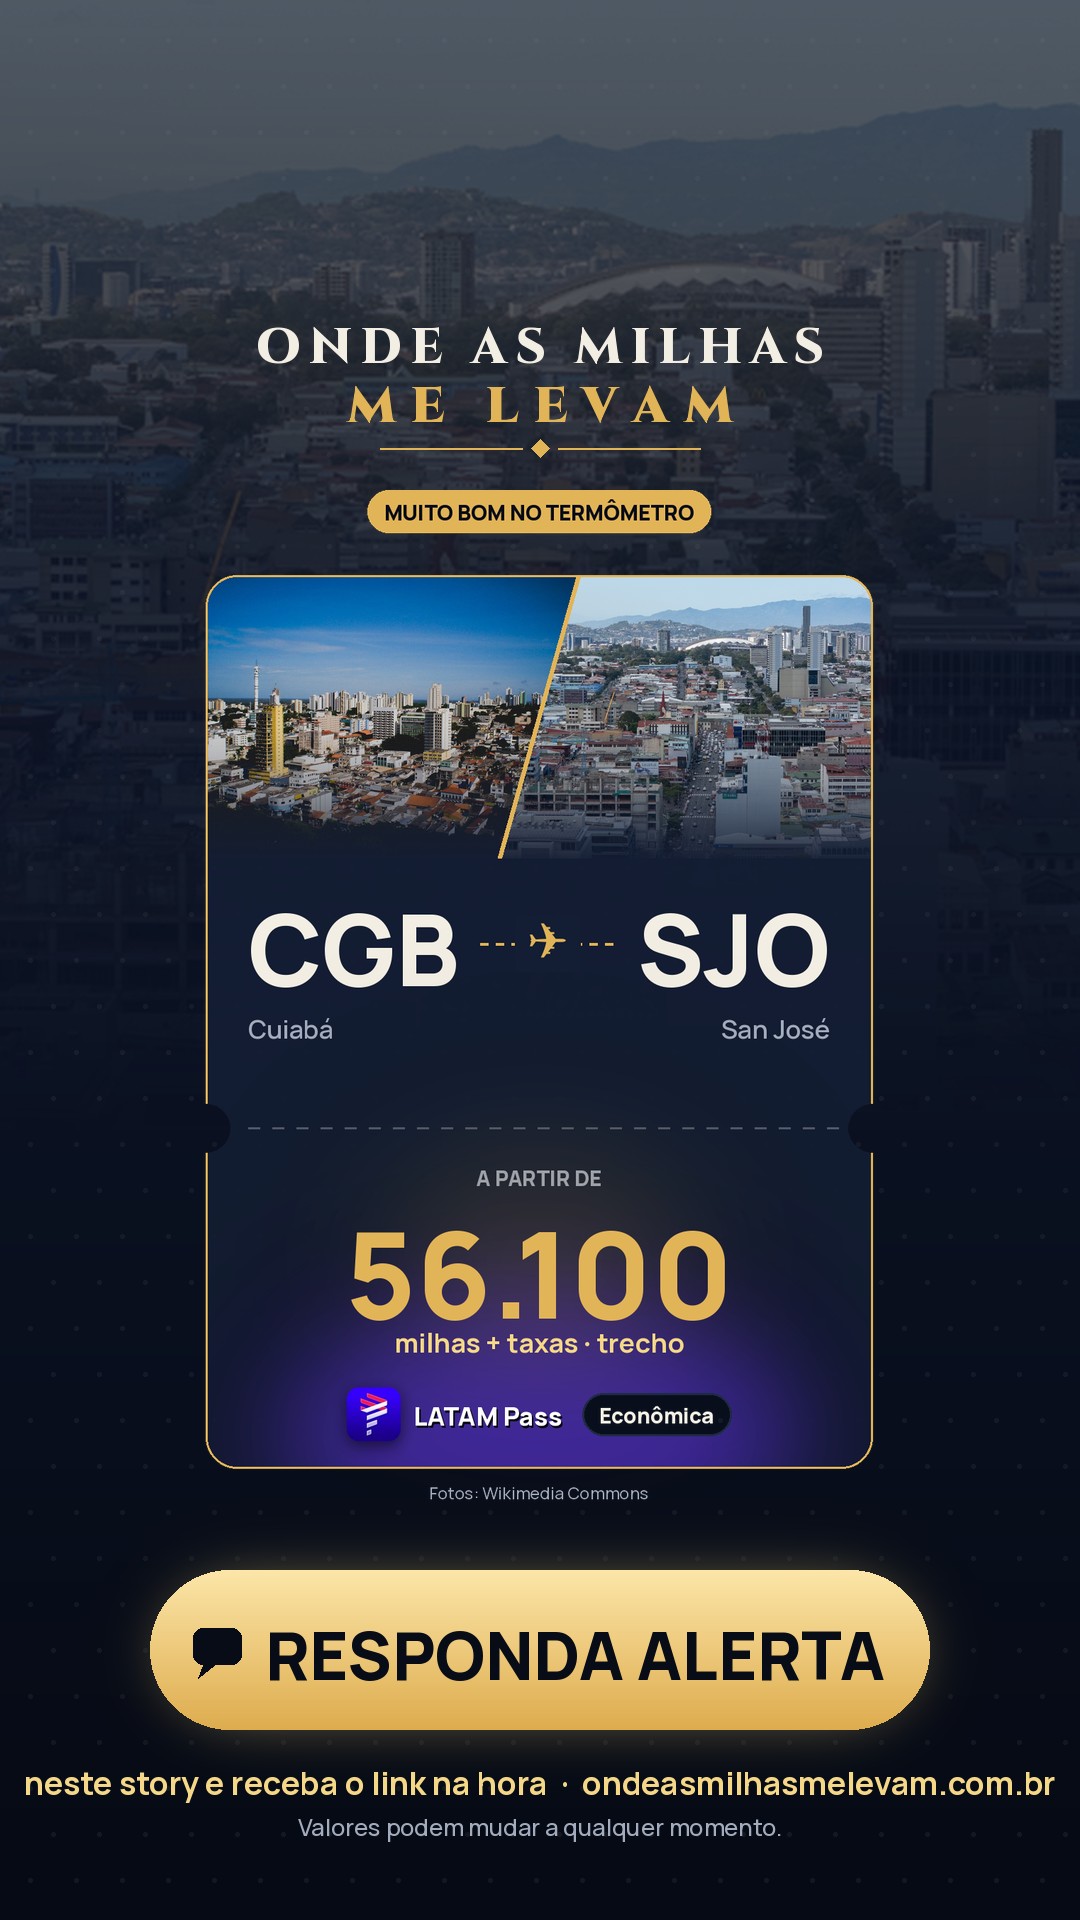 ONDE AS MILHAS
ME LEVAM
MUITO BOM NO TERMÔMETRO
CGB SJO
Cuiabá San José
A PARTIR DE
56.100
milhas + taxas · trecho
LATAM Pass Econômica
Fotos: Wikimedia Commons
RESPONDA ALERTA
neste story e receba o link na hora · ondeasmilhasmelevam.com.br
Valores podem mudar a qualquer momento.